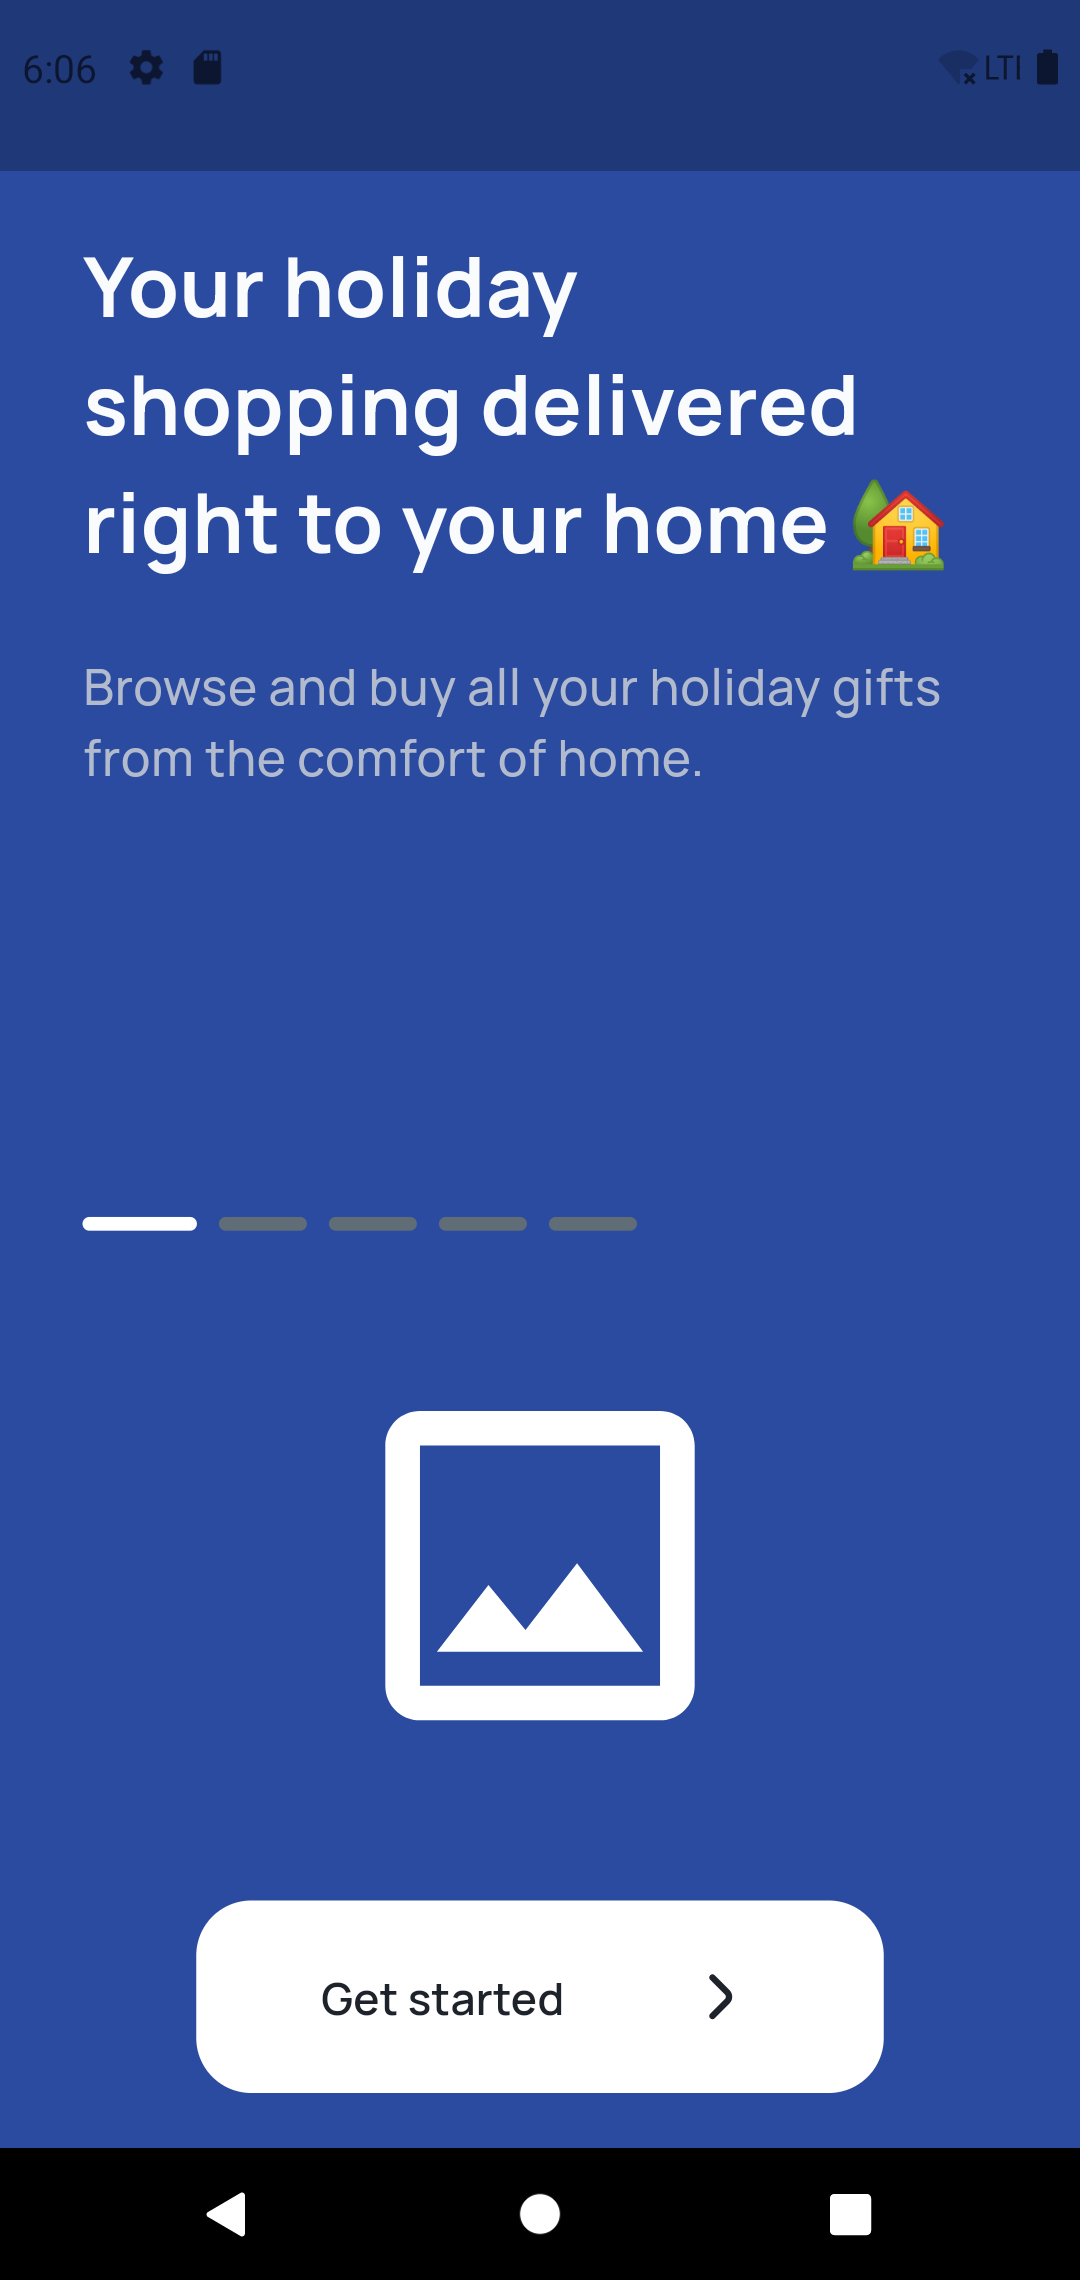 6:06
LTI
Your holiday
shopping delivered
right to your home 🏡
Browse and buy all your holiday gifts
from the comfort of home.
Get started